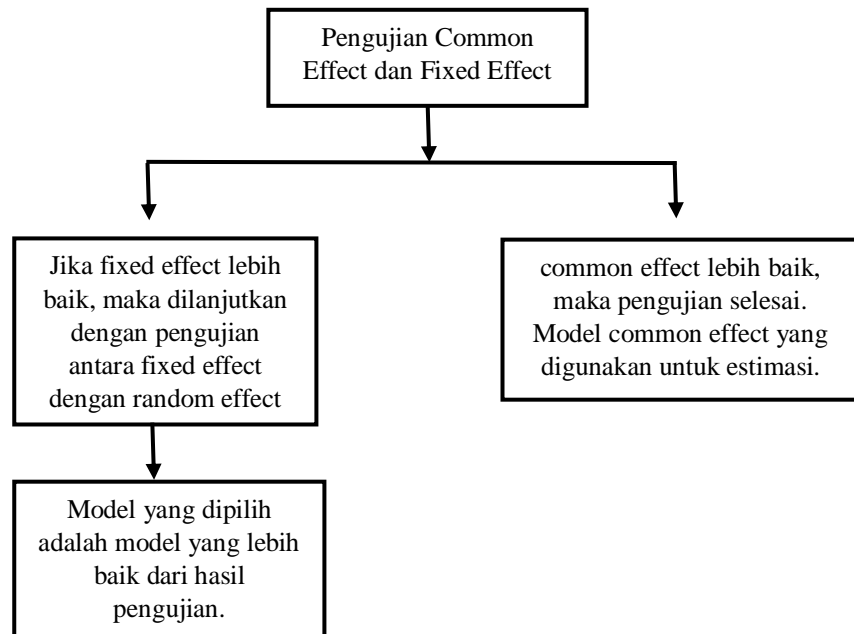 Pengujian Common
Effect dan Fixed Effect
Jika fixed effect lebih
baik, maka dilanjutkan
dengan pengujian
antara fixed effect
dengan random effect
common effect lebih baik,
maka pengujian selesai.
Model common effect yang
digunakan untuk estimasi.
Model yang dipilih
adalah model yang lebih
baik dari hasil
pengujian.